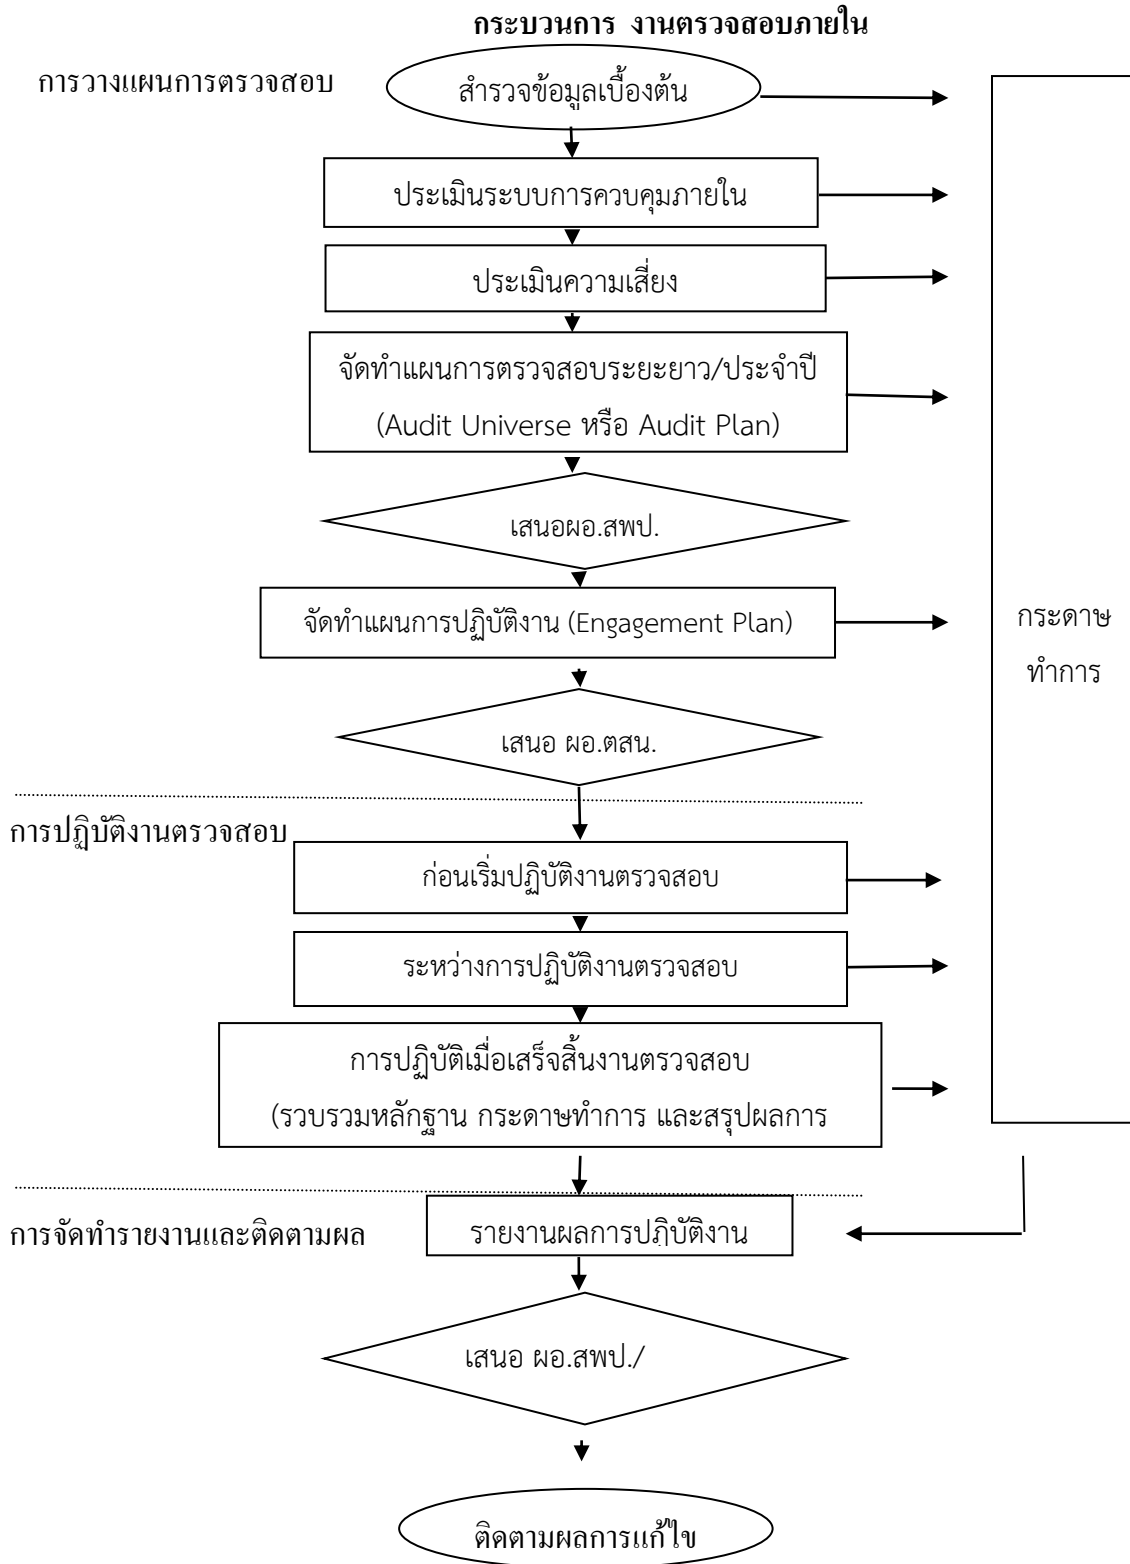 กระบวนการ งานตรวจสอบภายใน
การวางแผนการตรวจสอบ
สำรวจข้อมูลเบื้องต้น
ประเมินระบบการควบคุมภายใน
ประเมินความเสี่ยง
จัดทำแผนการตรวจสอบระยะยาว/ประจำปี
(Audit Universe หรือ Audit Plan)
เสนอผอ.สพป.
จัดทำแผนการปฏิบัติงาน (Engagement Plan)
กระดาษ
ทำการ
เสนอ ผอ.ตสน.
การปฏิบัติงานตรวจสอบ
ก่อนเริ่มปฏิบัติงานตรวจสอบ
ระหว่างการปฏิบัติงานตรวจสอบ
การปฏิบัติเมื่อเสร็จสิ้นงานตรวจสอบ
(รวบรวมหลักฐาน กระดาษทำการ และสรุปผลการ
การจัดทำรายงานและติดตามผล
รายงานผลการปฏิบัติงาน
เสนอ ผอ.สพป./
ติดตามผลการแก้ไข